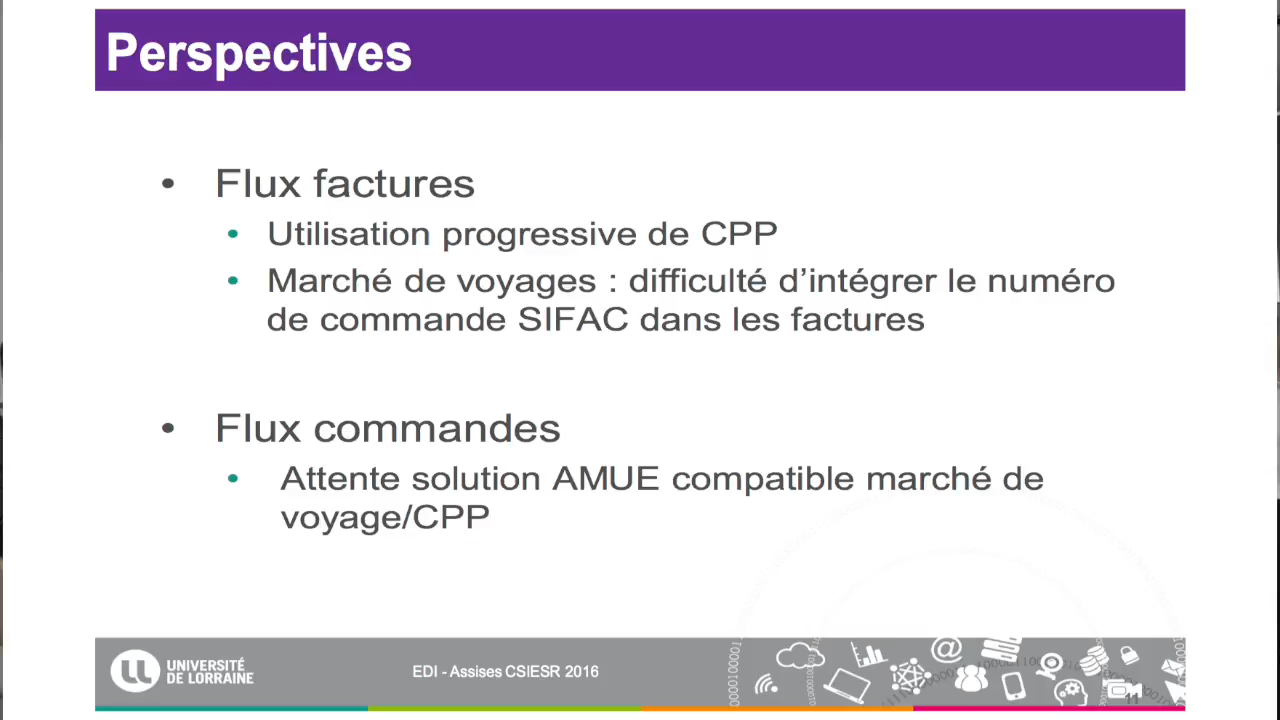 Perspectives
• Flux factures
• Utilisation progressive de CPP
• Marché de voyages : difficulté d’intégrer le numéro
de commande SIFAC dans les factures
• Flux commandes
• Attente solution AMUE compatible marché de
voyage/CPP
UNIVERSITÉ
DE LORRAINE
EDI - Assises CSIESR 2016
11